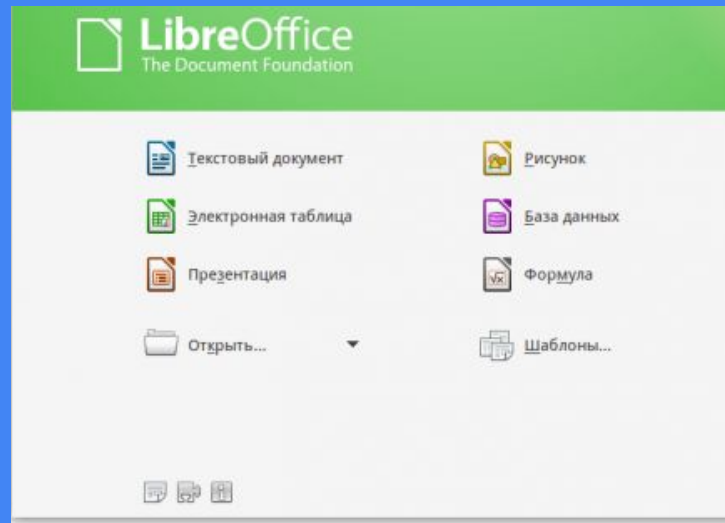 LibreOffice
The Document Foundation
Текстовый документ
Рисунок
Электронная таблица
База данных
Презентация
Формула
Открыть...
Шаблоны...